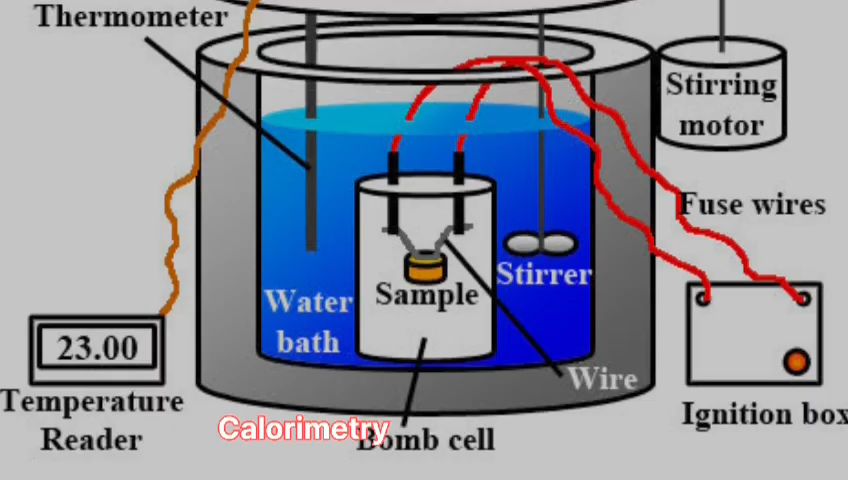 Thermometer
Stirring
motor
Fuse wires
Stirrer
Sample
Water
bath
23.00
Wire
Temperature
Reader
Calorimetry
Bomb cell
Ignition box